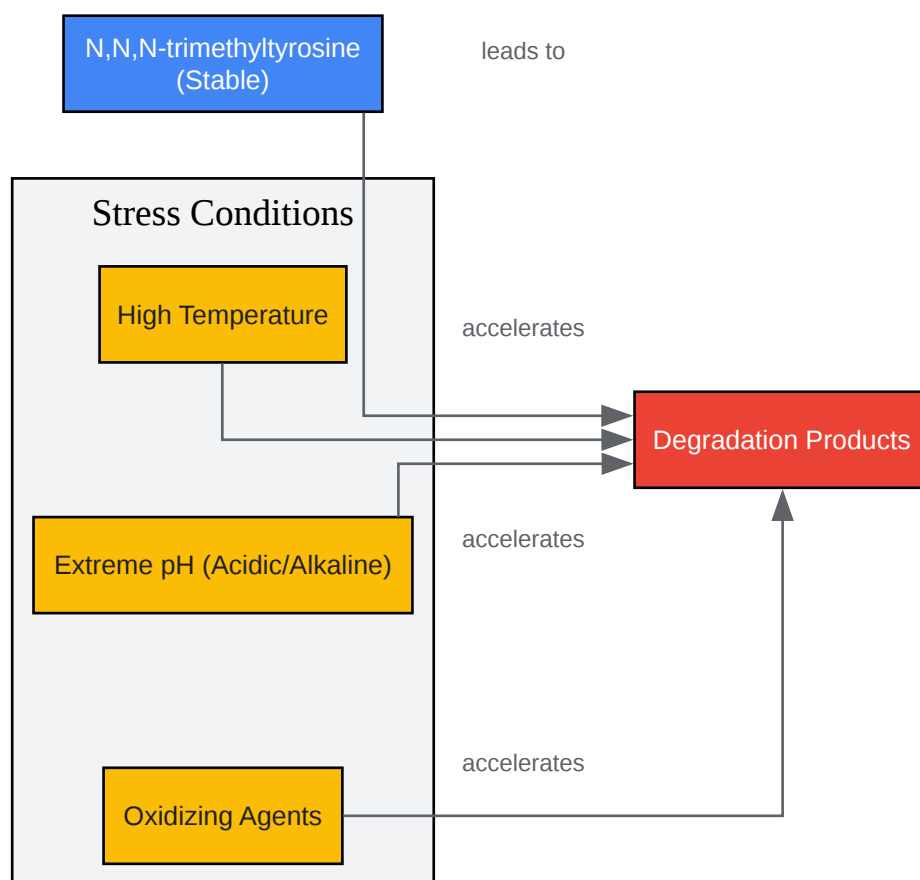 N,N,N-trimethyltyrosine
(Stable)
leads to
Stress Conditions
High Temperature
accelerates
Degradation Products
Extreme pH (Acidic/Alkaline)
accelerates
accelerates
Oxidizing Agents